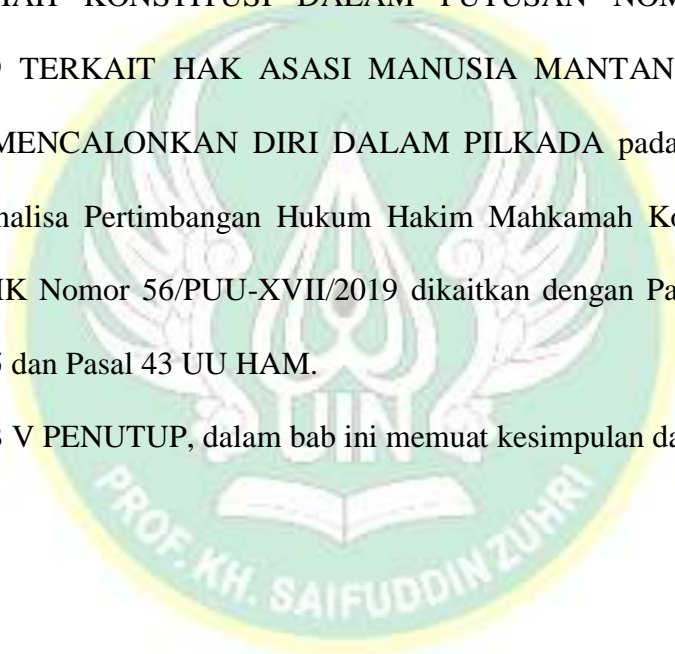 MAH KONSTITUSI DALAM PUTUSAN NOM
TERKAIT HAK ASASI MANUSIA MANTAN
MENCALONKAN DIRI DALAM PILKADA pada
nalisa Pertimbangan Hukum Hakim Mahkamah Ko
MK Nomor 56/PUU-XVII/2019 dikaitkan dengan Pa
dan Pasal 43 UU HAM.
V PENUTUP, dalam bab ini memuat kesimpulan da
UIN
PROF. KH. SAIFUDDIN ZUHRI